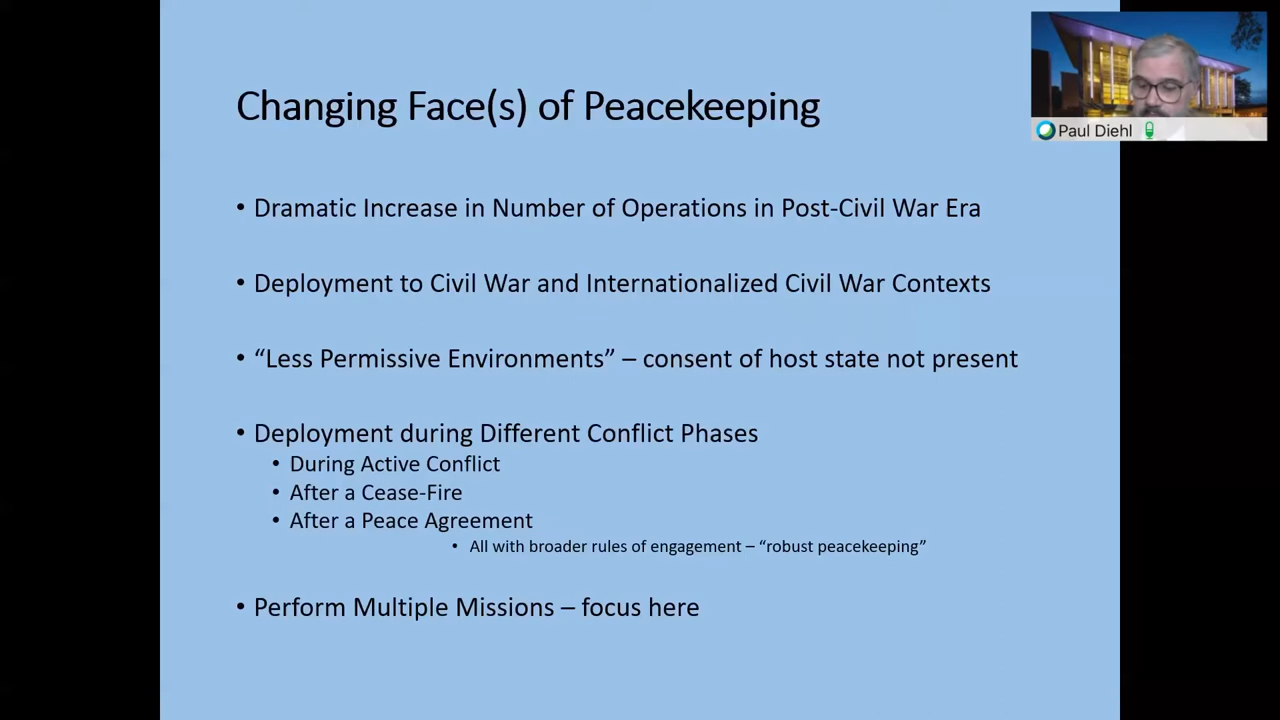 Changing Face(s) of Peacekeeping
Paul Diehl
• Dramatic Increase in Number of Operations in Post-Civil War Era
• Deployment to Civil War and Internationalized Civil War Contexts
• “Less Permissive Environments” – consent of host state not present
• Deployment during Different Conflict Phases
• During Active Conflict
• After a Cease-Fire
• After a Peace Agreement
• All with broader rules of engagement – “robust peacekeeping”
• Perform Multiple Missions – focus here